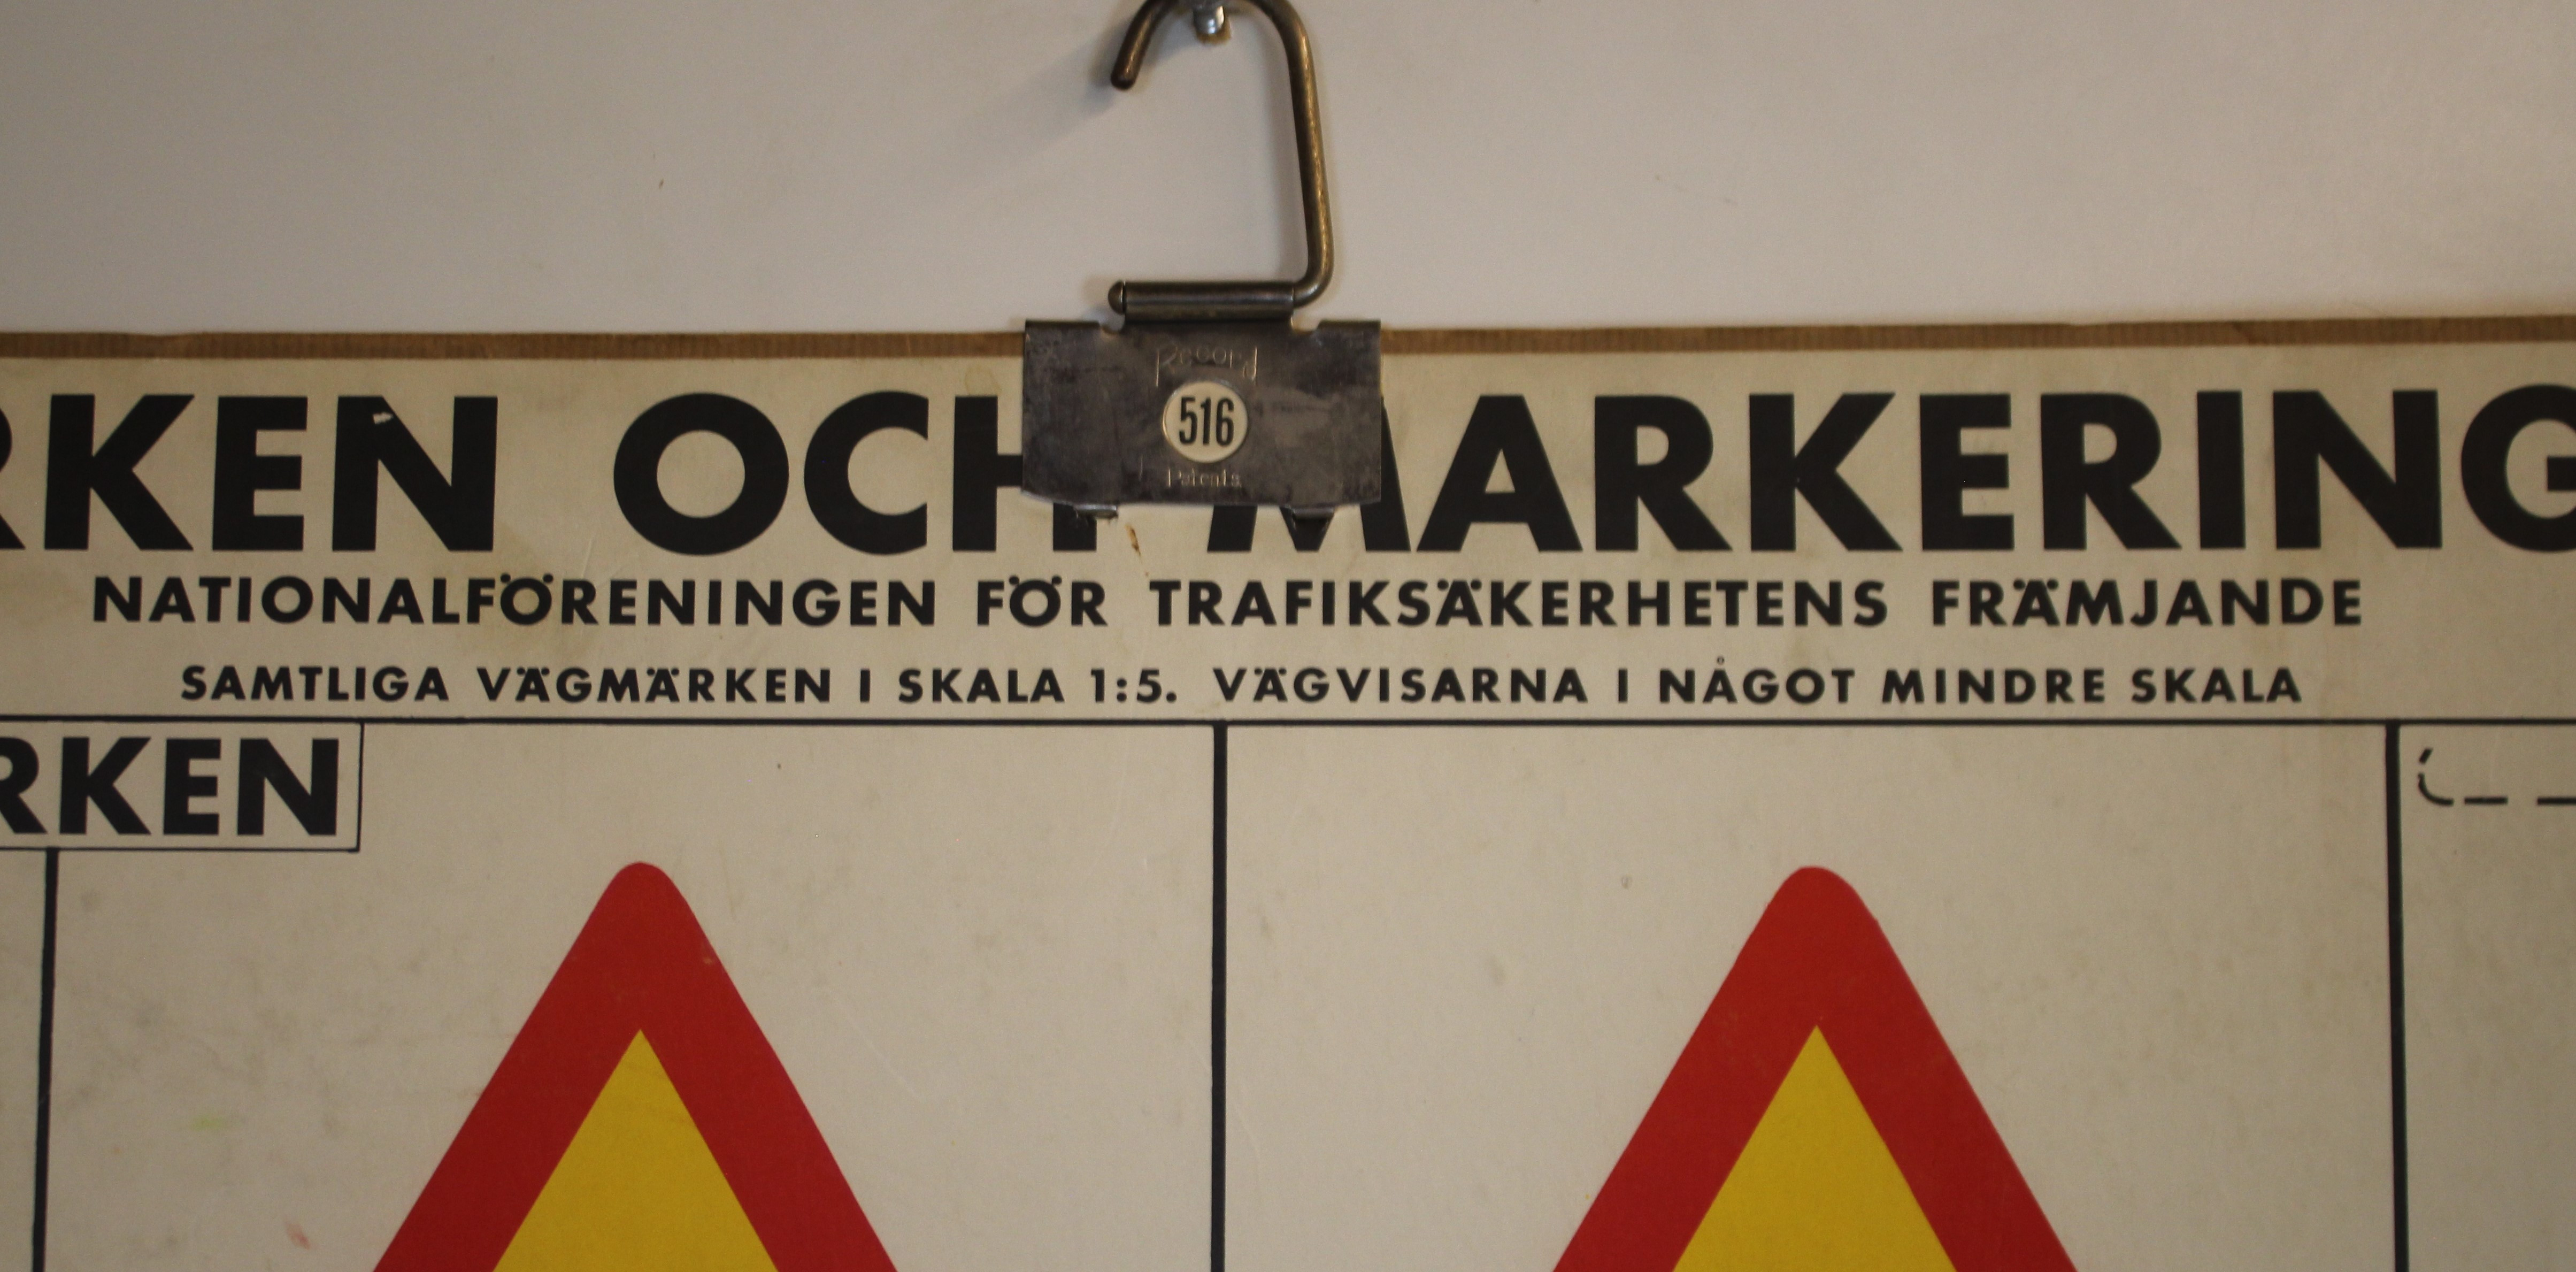 Record
516
Patents
RKEN OCH MARKERING
NATIONALFÖRENINGEN FÖR TRAFIKSÄKERHETENS FRÄMJANDE
SAMTLIGA VÄGMÄRKEN I SKALA 1:5. VÄGVISARNA I NÅGOT MINDRE SKALA
RKEN